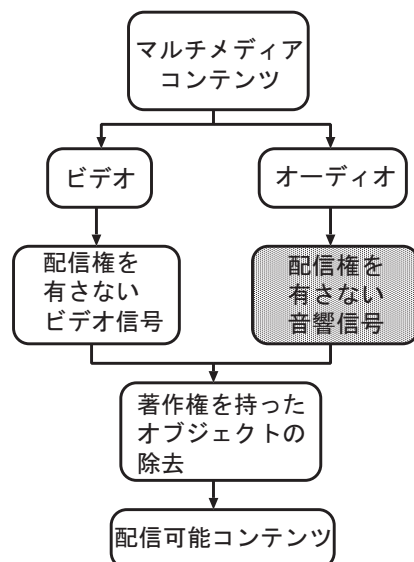 マルチメディア
コンテンツ
ビデオ
オーディオ
配信権を
有さない
ビデオ信号
配信権を
有さない
音響信号
著作権を持った
オブジェクトの
除去
配信可能コンテンツ